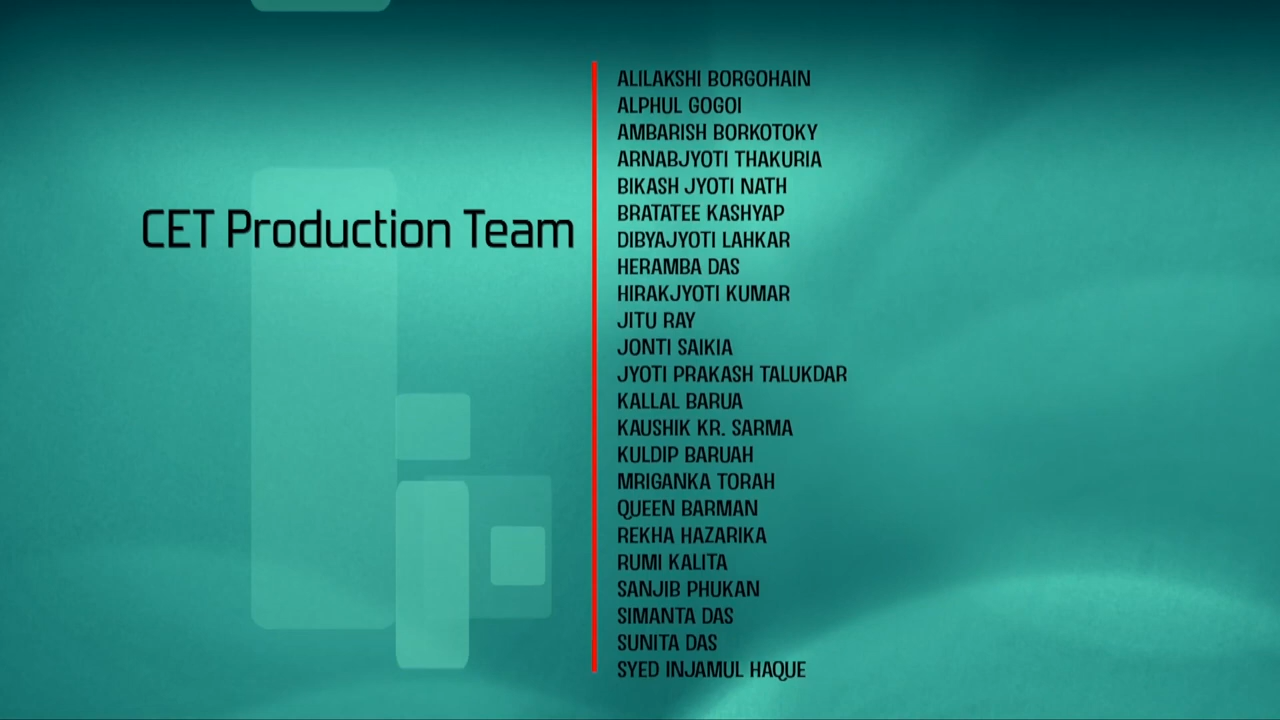 CET Production Team
ALILAKSHI BORGOHAIN
ALPHUL GOGOI
AMBARISH BORKOTOKY
ARNABJYOTI THAKURIA
BIKASH JYOTI NATH
BRATATEE KASHYAP
DIBYAJYOTI LAHKAR
HERAMBA DAS
HIRAKJYOTI KUMAR
JITU RAY
JONTI SAIKIA
JYOTI PRAKASH TALUKDAR
KALLAL BARUA
KAUSHIK KR. SARMA
KULDIP BARUAH
MRIGANKA TORAH
QUEEN BARMAN
REKHA HAZARIKA
RUMI KALITA
SANJIB PHUKAN
SIMANTA DAS
SUNITA DAS
SYED INJAMUL HAQUE